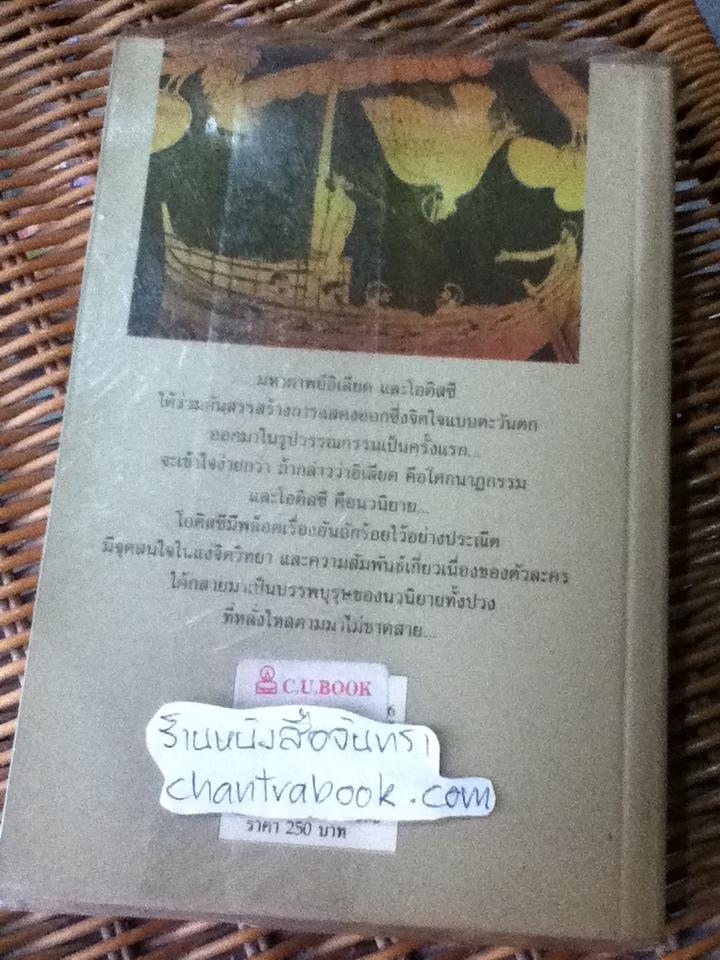 ...มหากาพย์อีเลียด และโอดิสซี
ได้ร่วมกันสรรสร้างการแสดงออกซึ่งจิตใจแบบตะวันตก
ออกมาในรูปวรรณกรรมเป็นครั้งแรก...
จะเข้าใจง่ายกว่า ถ้ากล่าวว่าอีเลียด คือโศกนาฏกรรม
และโอดิสซี คือนวนิยาย...
โอดิสซีมีพล็อตเรื่องอันถักร้อยไว้อย่างประณีต
มีจุดสนใจในแง่จิตวิทยา และความสัมพันธ์เกี่ยวเนื่องของตัวละคร
ได้กลายมาเป็นบรรพบุรุษของนวนิยายทั้งปวง
ที่หลั่งไหลตามมาไม่ขาดสาย...
C.U.BOOK
6
ร้านหนังสือจันทรา
chantrabook.com
ราคา 250 บาท